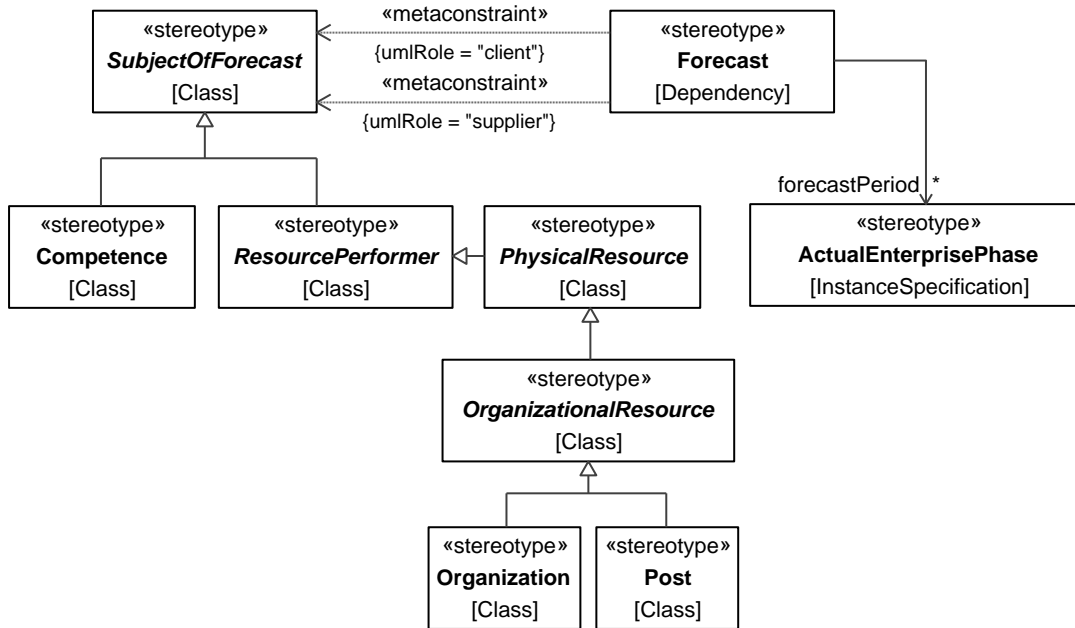 «stereotype»
SubjectOfForecast
[Class]
«metaconstraint»
{umlRole = "client"}
«metaconstraint»
{umlRole = "supplier"}
«stereotype»
Forecast
[Dependency]
forecastPeriod *
«stereotype»
Competence
[Class]
«stereotype»
ResourcePerformer
[Class]
«stereotype»
PhysicalResource
[Class]
«stereotype»
ActualEnterprisePhase
[InstanceSpecification]
«stereotype»
OrganizationalResource
[Class]
«stereotype»
Organization
[Class]
«stereotype»
Post
[Class]